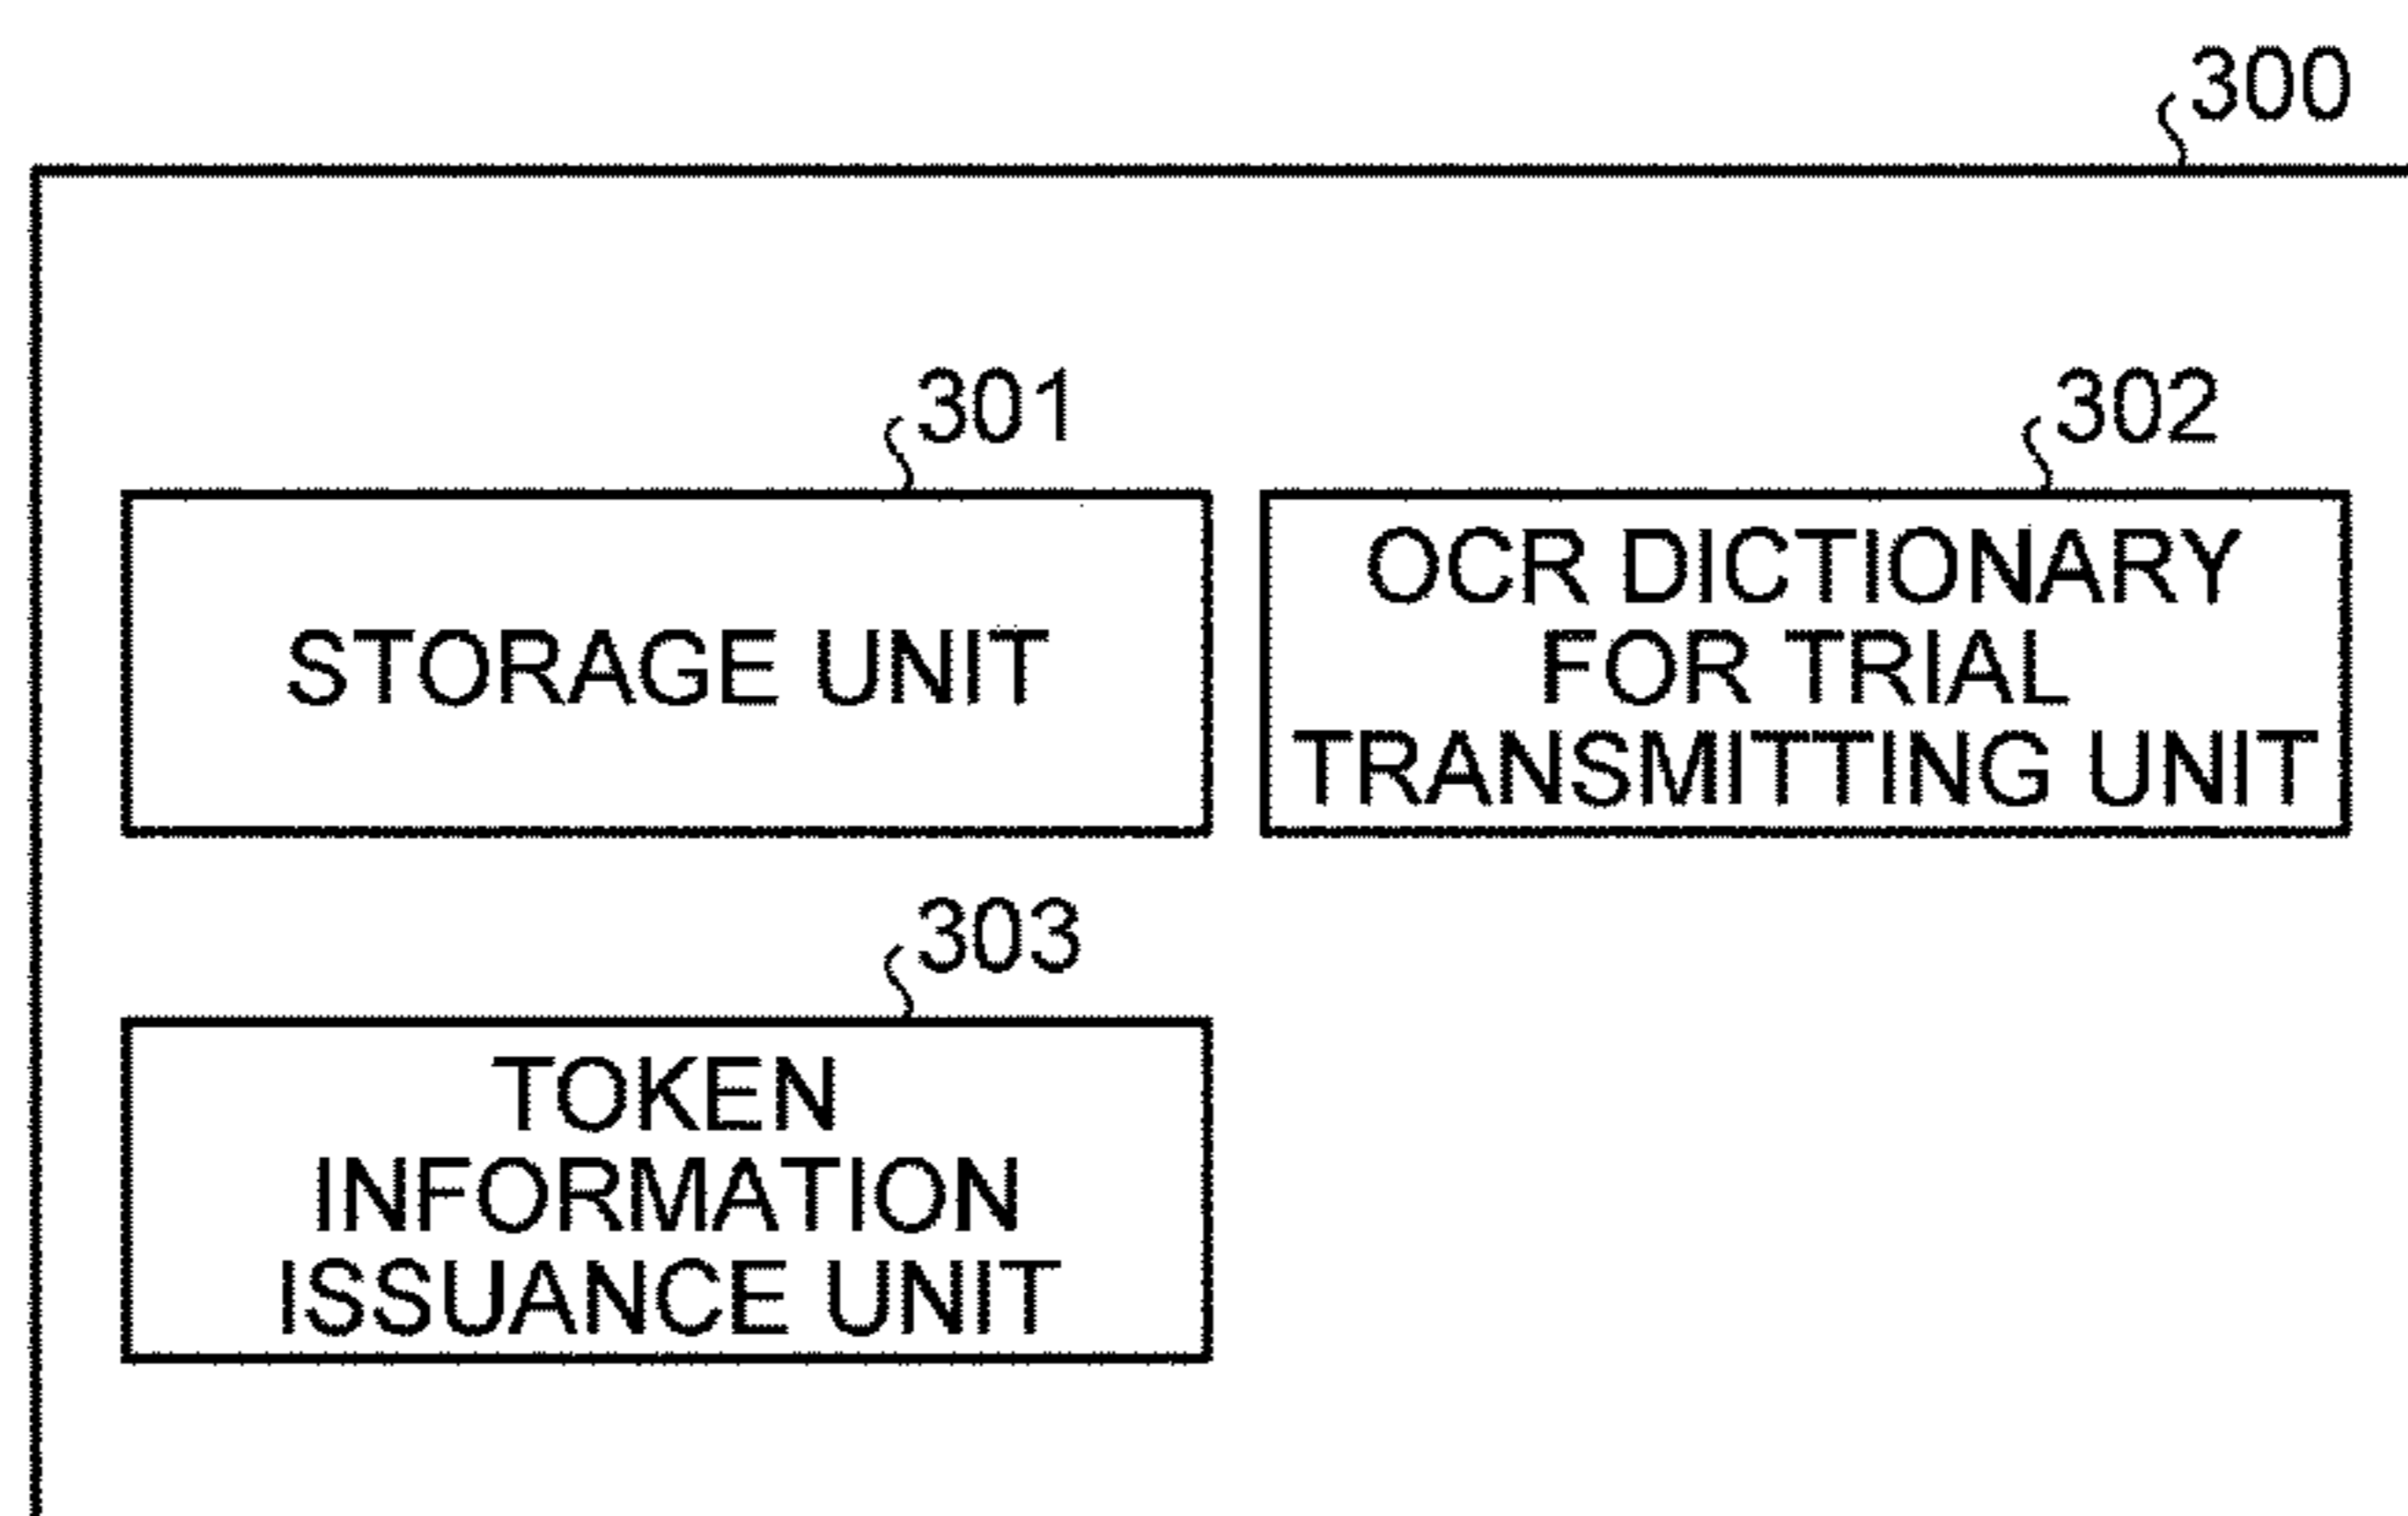 300
301
302
STORAGE UNIT
OCR DICTIONARY
FOR TRIAL
TRANSMITTING UNIT
303
TOKEN
INFORMATION
ISSUANCE UNIT